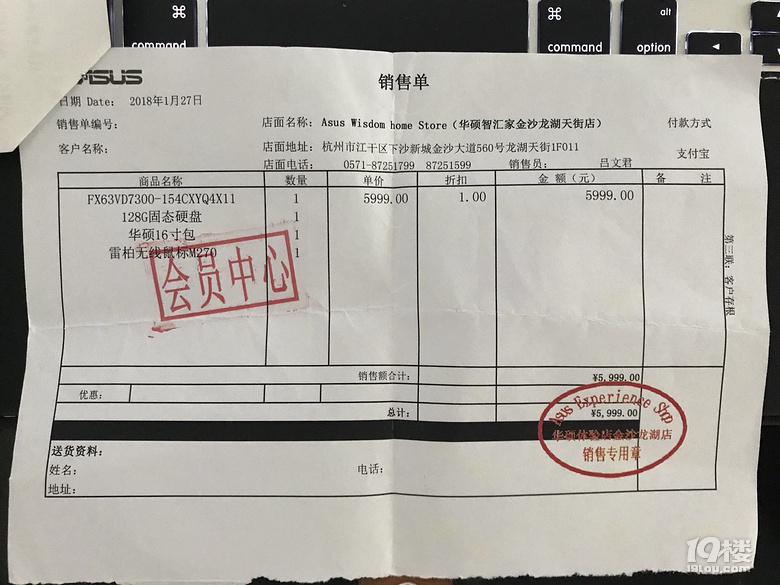 ⌘
command
⌘
command
alt
option
◀
ASUS
销售单
日期 Date: 2018年1月27日
销售单编号: 店面名称: Asus Wisdom home Store(华硕智汇家金沙龙湖天街店) 付款方式
客户名称: 店面地址: 杭州市江干区下沙新城金沙大道560号龙湖天街1F011 支付宝
店面电话: 0571-87251799 87251599 销售员: 吕文君
商品名称 数量 单价 折扣 金 额(元) 备 注
FX63VD7300-154CXYQ4X11 1 5999.00 1.00 5999.00
128G固态硬盘 1
华硕16寸包 1
雷柏无线鼠标M270 1
会员中心
第三联:客户存根
销售额合计: ¥5,999.00
优惠:
总计: ¥5,999.00
Asus Experience Shop
华硕体验店金沙龙湖店
销售专用章
送货资料:
姓名: 电话:
地址:
19楼
19lou.com